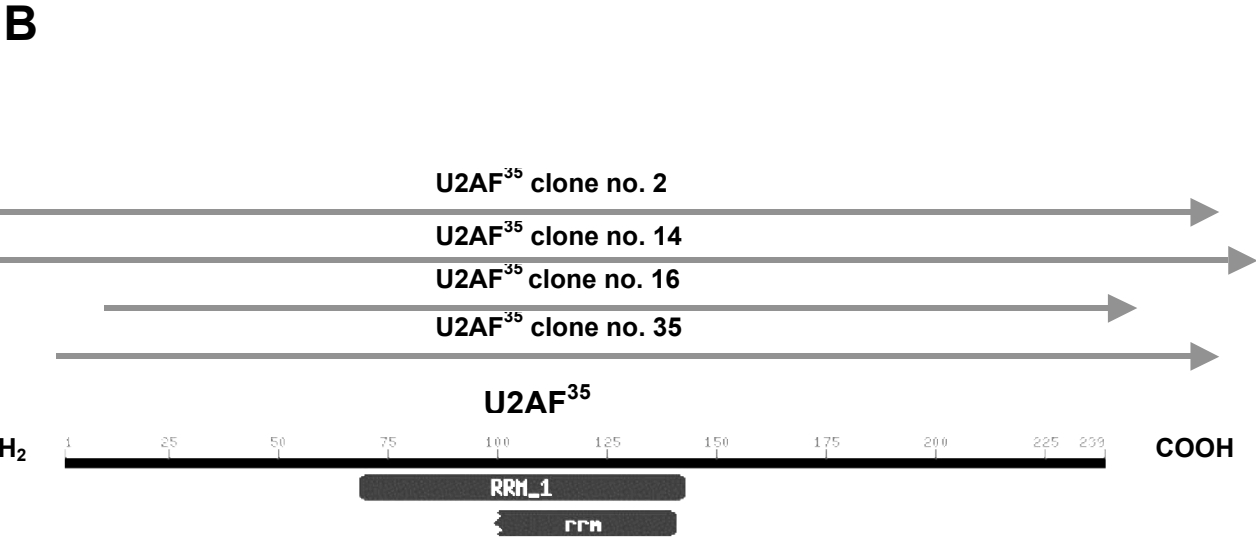 B
U2AF³⁵ clone no. 2
U2AF³⁵ clone no. 14
U2AF³⁵ clone no. 16
U2AF³⁵ clone no. 35
U2AF³⁵
H₂ 1 25 50 75 100 125 150 175 200 225 239 COOH
RRM_1
rrm